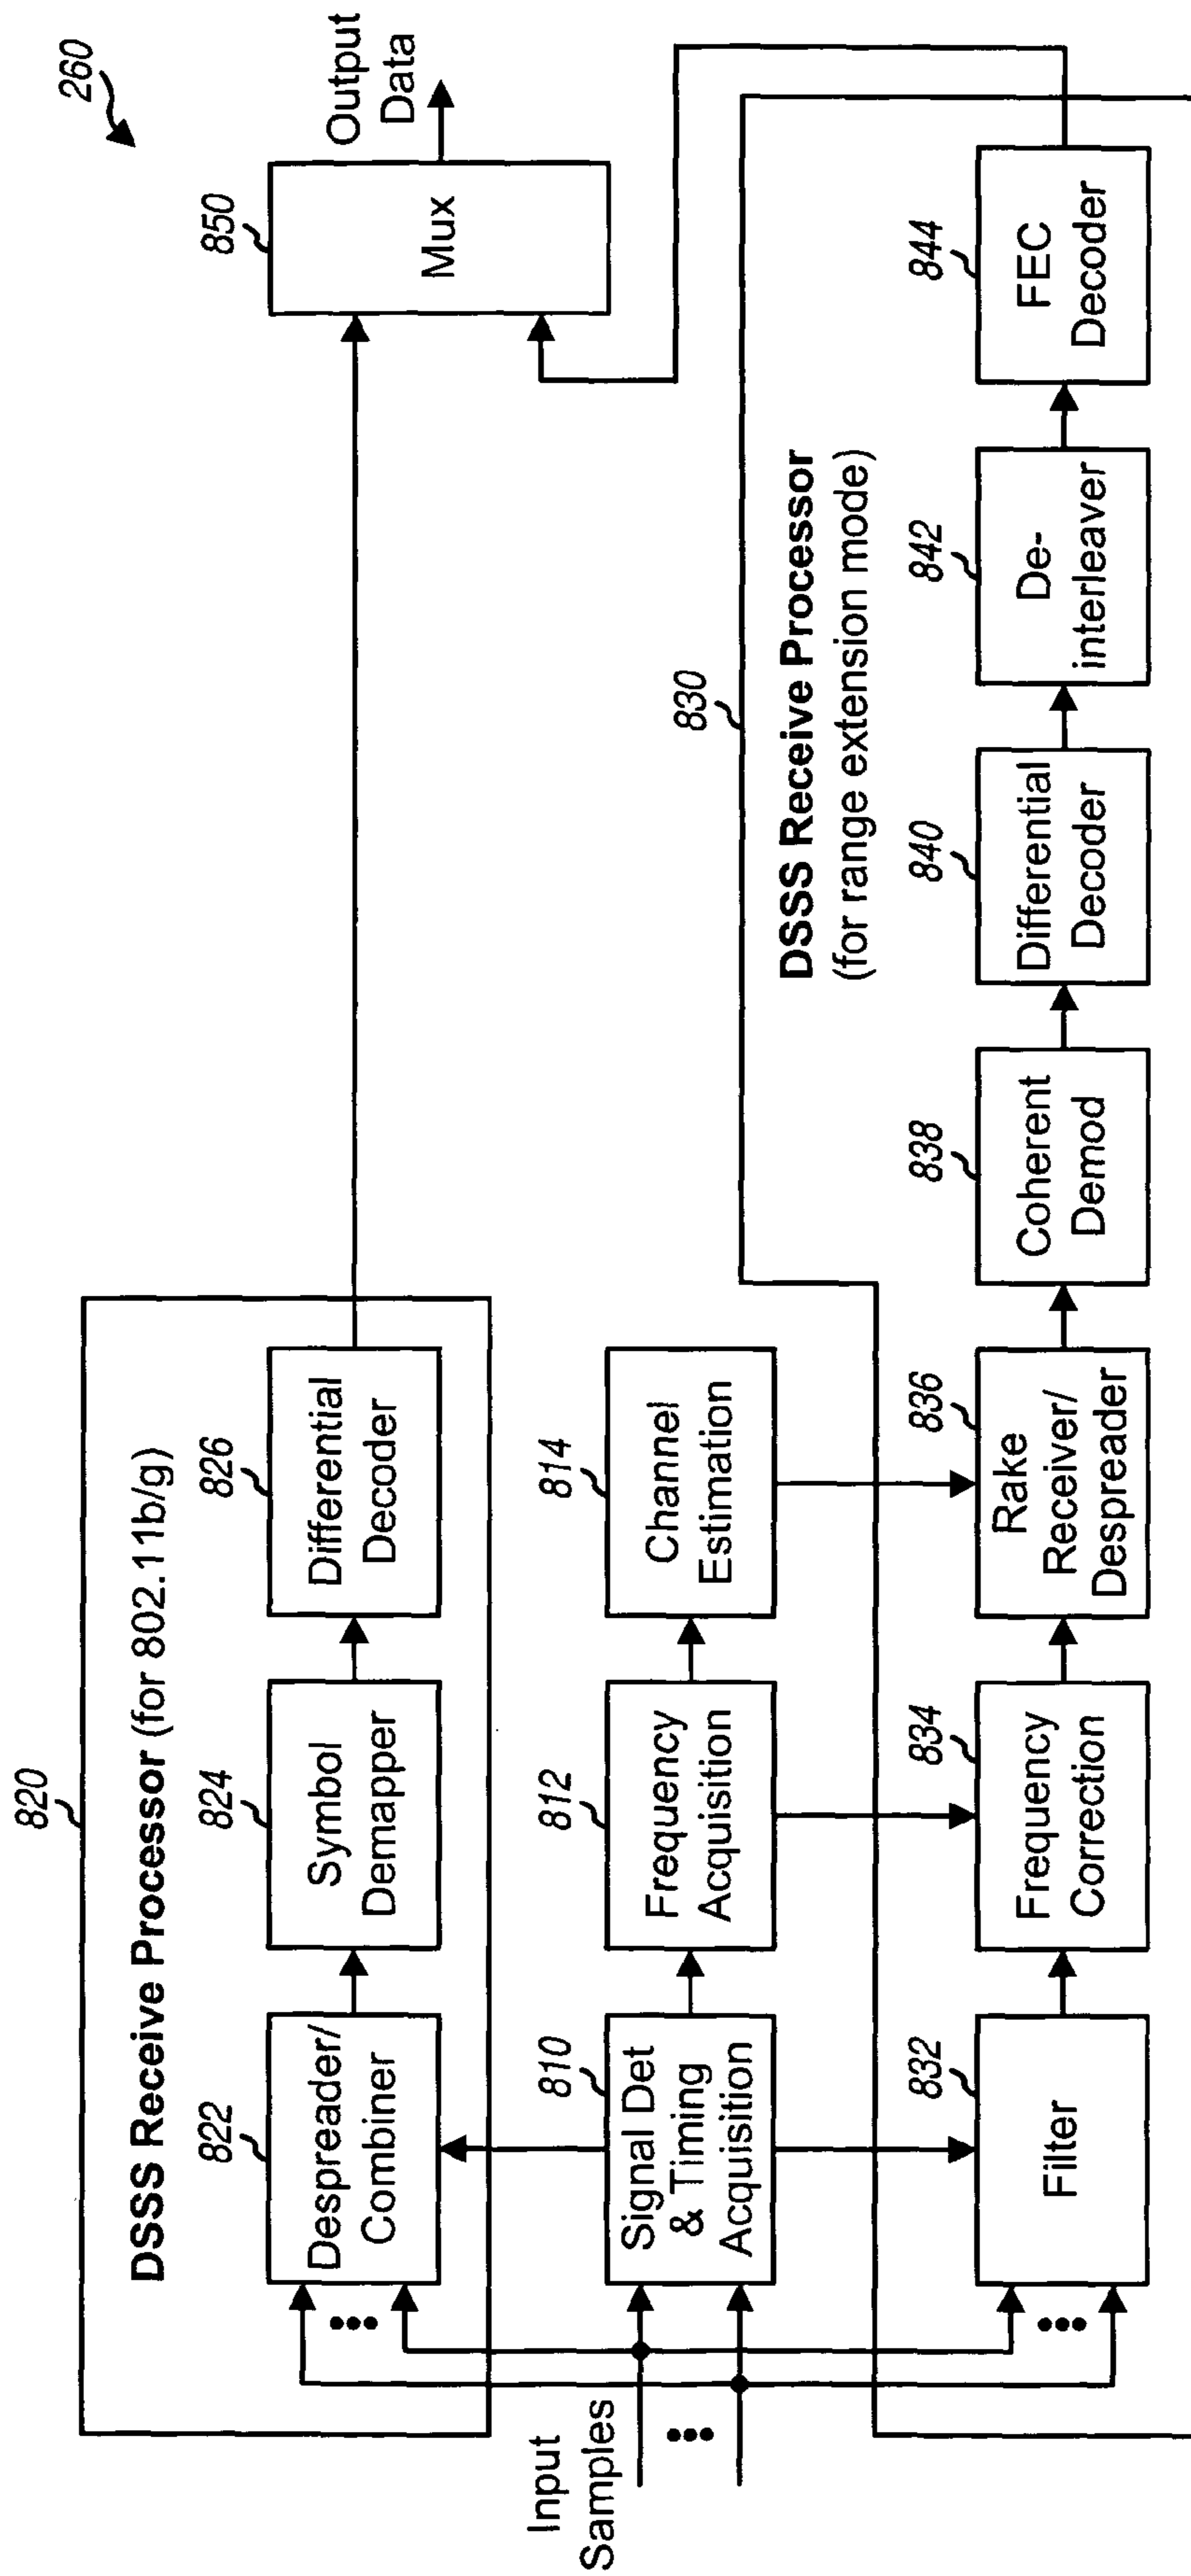 260
820
DSSS Receive Processor (for 802.11b/g)
822
Despreader/
Combiner
824
Symbol
Demapper
826
Differential
Decoder
850
Mux
Output
Data
Input
Samples
810
Signal Det
& Timing
Acquisition
812
Frequency
Acquisition
814
Channel
Estimation
830
DSSS Receive Processor
(for range extension mode)
832
Filter
834
Frequency
Correction
836
Rake
Receiver/
Despreader
838
Coherent
Demod
840
Differential
Decoder
842
De-
interleaver
844
FEC
Decoder